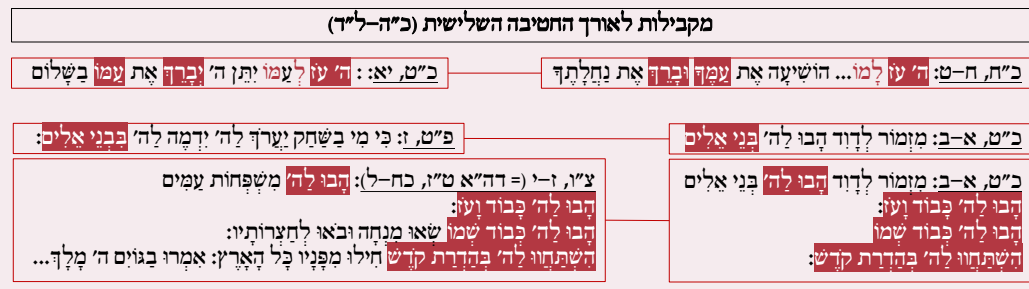 מקבילות לאורך החטיבה השלישית (כ"ה–ל"ד)
כ"ח, ח–ט: ה' עֹז לָמוֹ... הוֹשִׁיעָה אֶת עַמֶּךָ וּבָרֵךְ אֶת נַחֲלָתֶךָ
כ"ט, יא: : ה' עֹז לְעַמּוֹ יִתֵּן ה' יְבָרֵךְ אֶת עַמּוֹ בַשָּׁלוֹם
כ"ט, א–ב: מִזְמוֹר לְדָוִד הָבוּ לַה' בְּנֵי אֵלִים
פ"ט, ז: כִּי מִי בַשַּׁחַק יַעֲרֹךְ לַה' יִדְמֶה לַה' בִּבְנֵי אֵלִים:
כ"ט, א–ב: מִזְמוֹר לְדָוִד הָבוּ לַה' בְּנֵי אֵלִים
הָבוּ לַה' כָּבוֹד וָעֹז:
הָבוּ לַה' כְּבוֹד שְׁמוֹ
הִשְׁתַּחֲווּ לַה' בְּהַדְרַת קֹדֶשׁ:
צ"ו, ז–י (= דה"א ט"ז, כח–ל): הָבוּ לַה' מִשְׁפְּחוֹת עַמִּים
הָבוּ לַה' כָּבוֹד וָעֹז:
הָבוּ לַה' כְּבוֹד שְׁמוֹ שְׂאוּ מִנְחָה וּבֹאוּ לְחַצְרוֹתָיו:
הִשְׁתַּחֲווּ לַה' בְּהַדְרַת קֹדֶשׁ חִילוּ מִפָּנָיו כָּל הָאָרֶץ: אִמְרוּ בַגּוֹיִם ה' מָלָךְ...